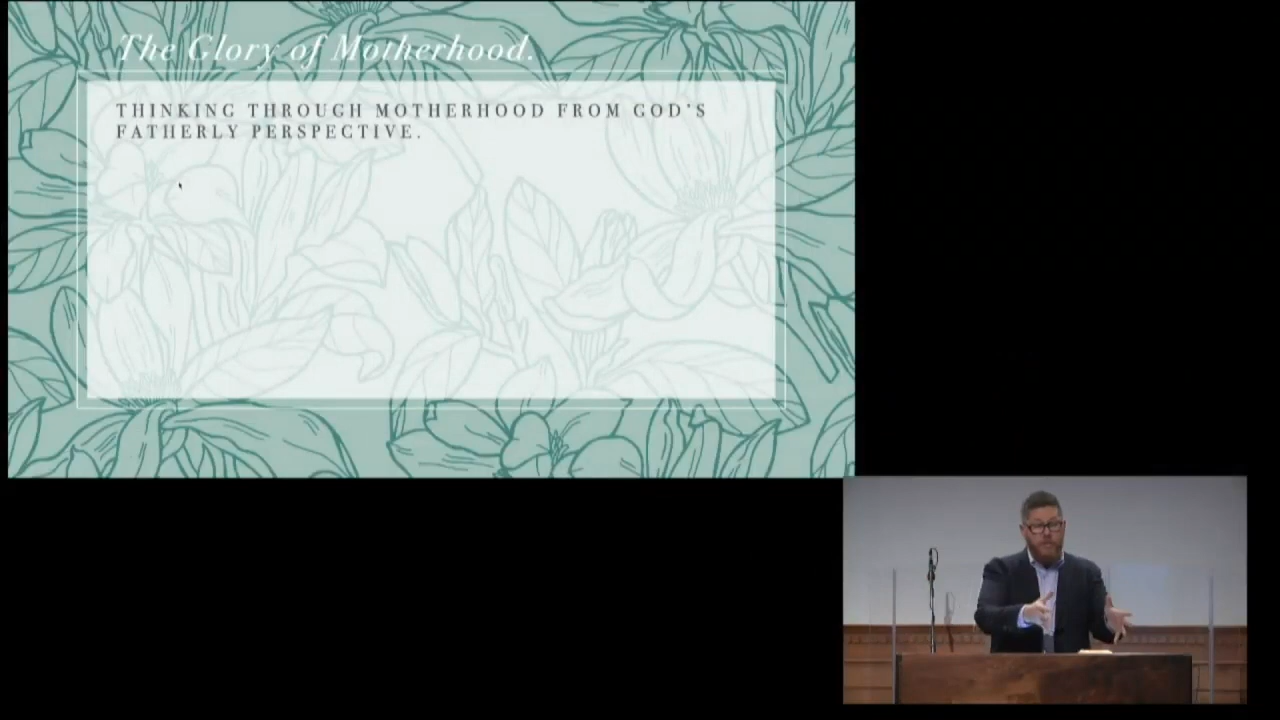 The Glory of Motherhood.
THINKING THROUGH MOTHERHOOD FROM GOD'S
FATHERLY PERSPECTIVE.